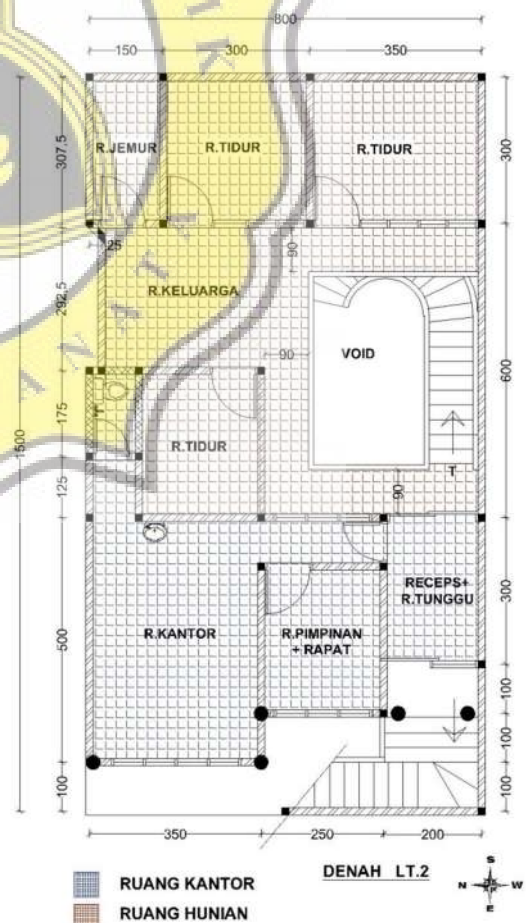 800
150 300 350
307,5
R.JEMUR
R.TIDUR
R.TIDUR
300
25
90
292,5
R.KELUARGA
90
VOID
600
1500
175
R.TIDUR
T
125
90
RECEPS+
R.TUNGGU
300
500
R.KANTOR
R.PIMPINAN
+ RAPAT
100
100
100
100
350 250 200
DENAH LT.2
RUANG KANTOR
RUANG HUNIAN
S
N W
E
A N A T A
I K